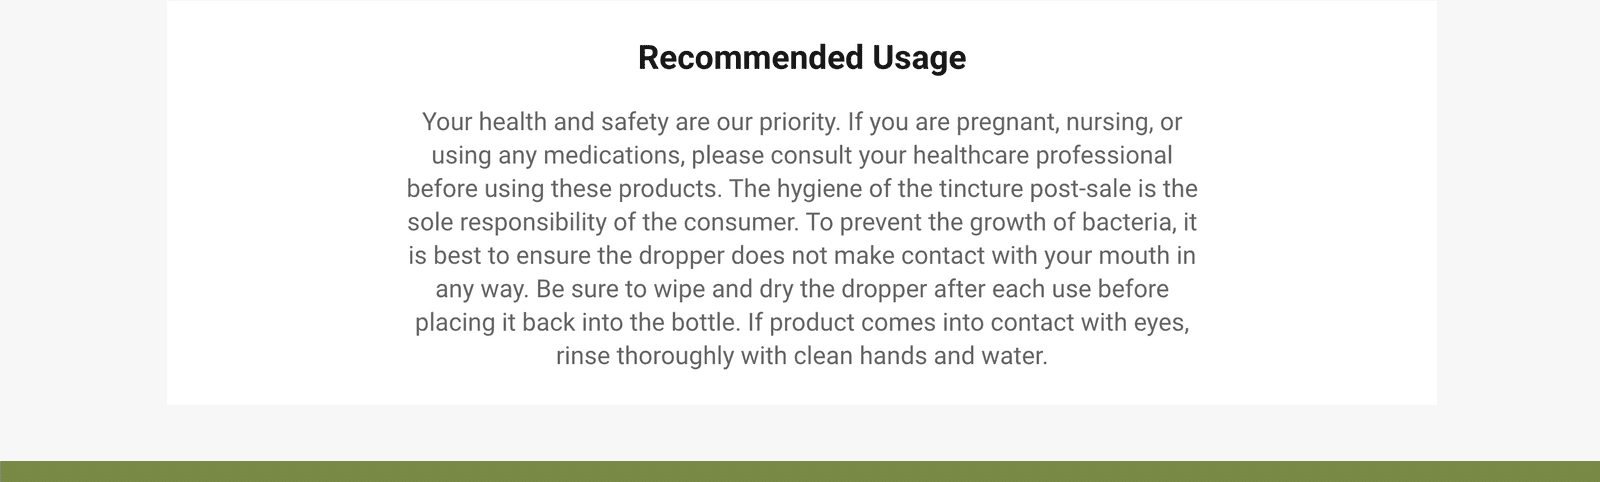 Recommended Usage
Your health and safety are our priority. If you are pregnant, nursing, or
using any medications, please consult your healthcare professional
before using these products. The hygiene of the tincture post-sale is the
sole responsibility of the consumer. To prevent the growth of bacteria, it
is best to ensure the dropper does not make contact with your mouth in
any way. Be sure to wipe and dry the dropper after each use before
placing it back into the bottle. If product comes into contact with eyes,
rinse thoroughly with clean hands and water.